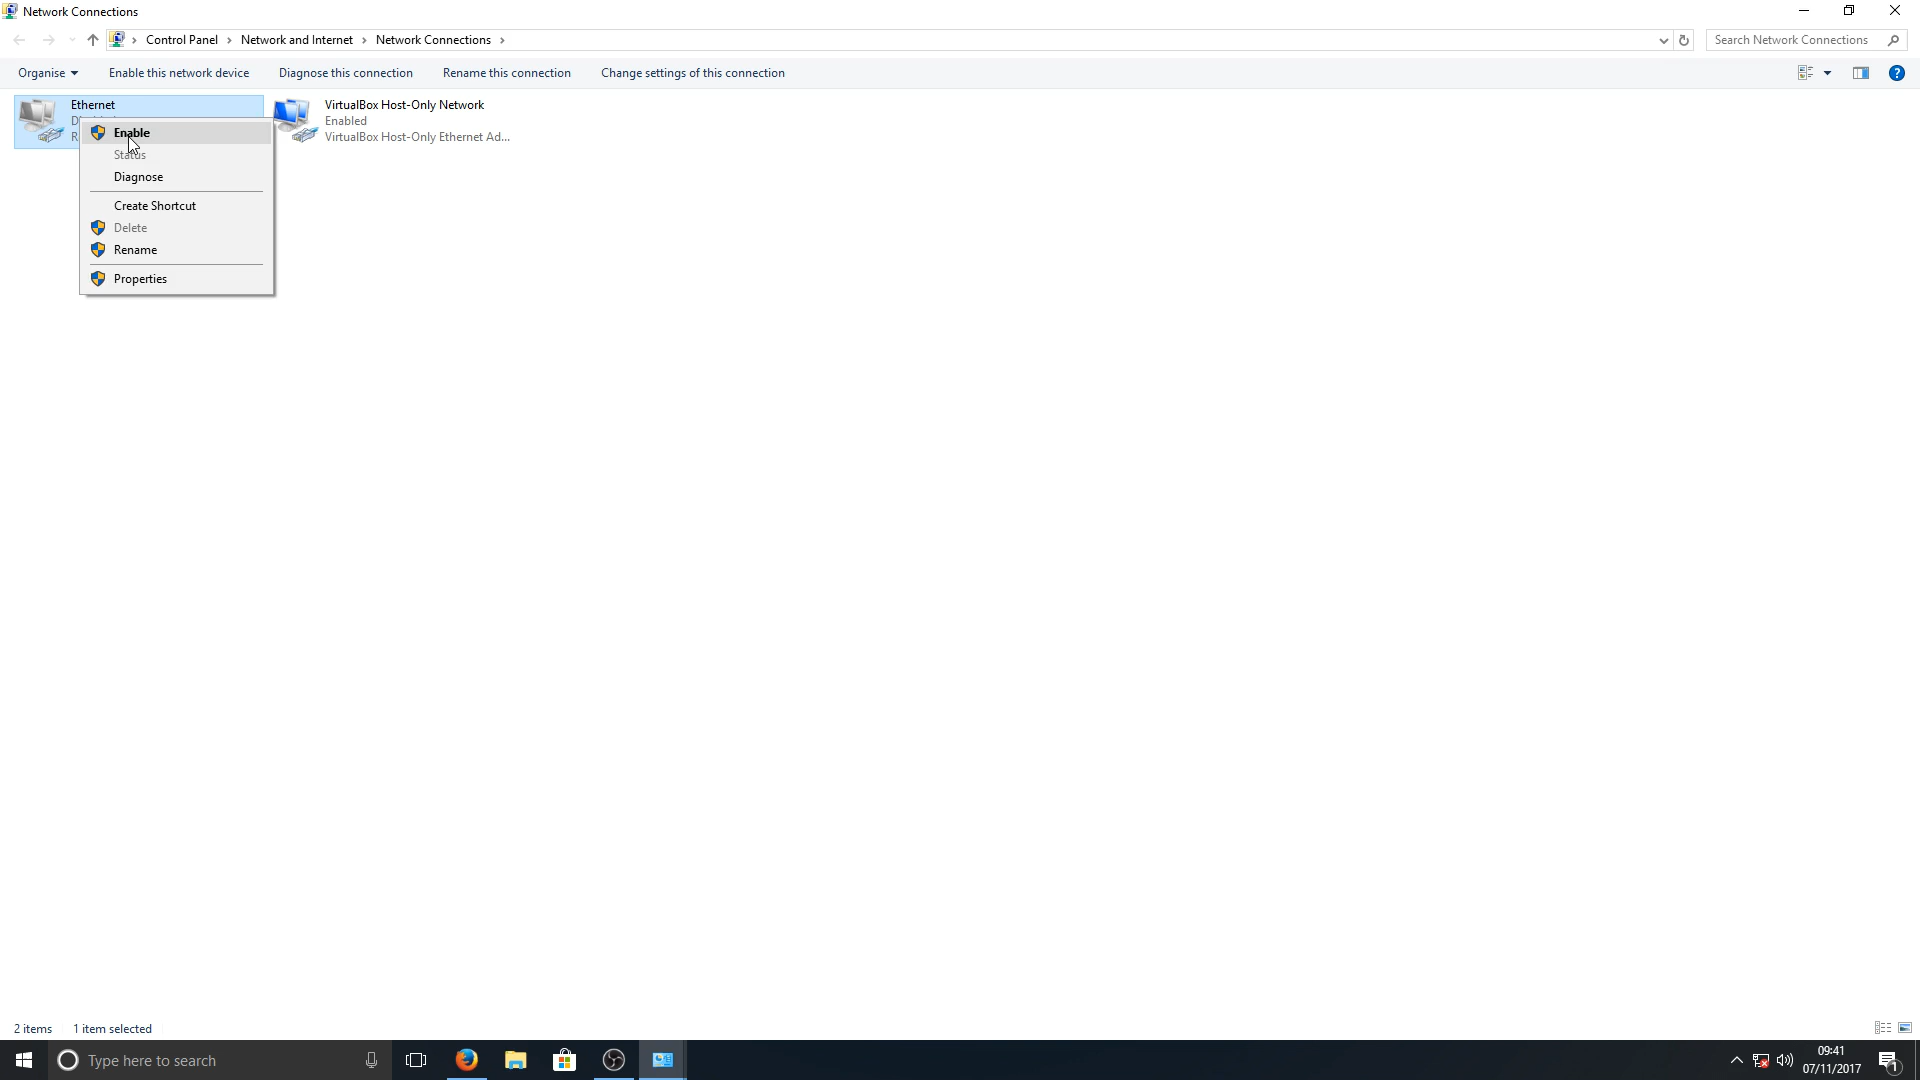 Network Connections
Control Panel Network and Internet Network Connections
Search Network Connections
Organise Enable this network device Diagnose this connection Rename this connection Change settings of this connection
Ethernet
VirtualBox Host-Only Network
Enabled
VirtualBox Host-Only Ethernet Ad...
Enable
Status
Diagnose
Create Shortcut
Delete
Rename
Properties
2 items 1 item selected
Type here to search
09:41
07/11/2017
1